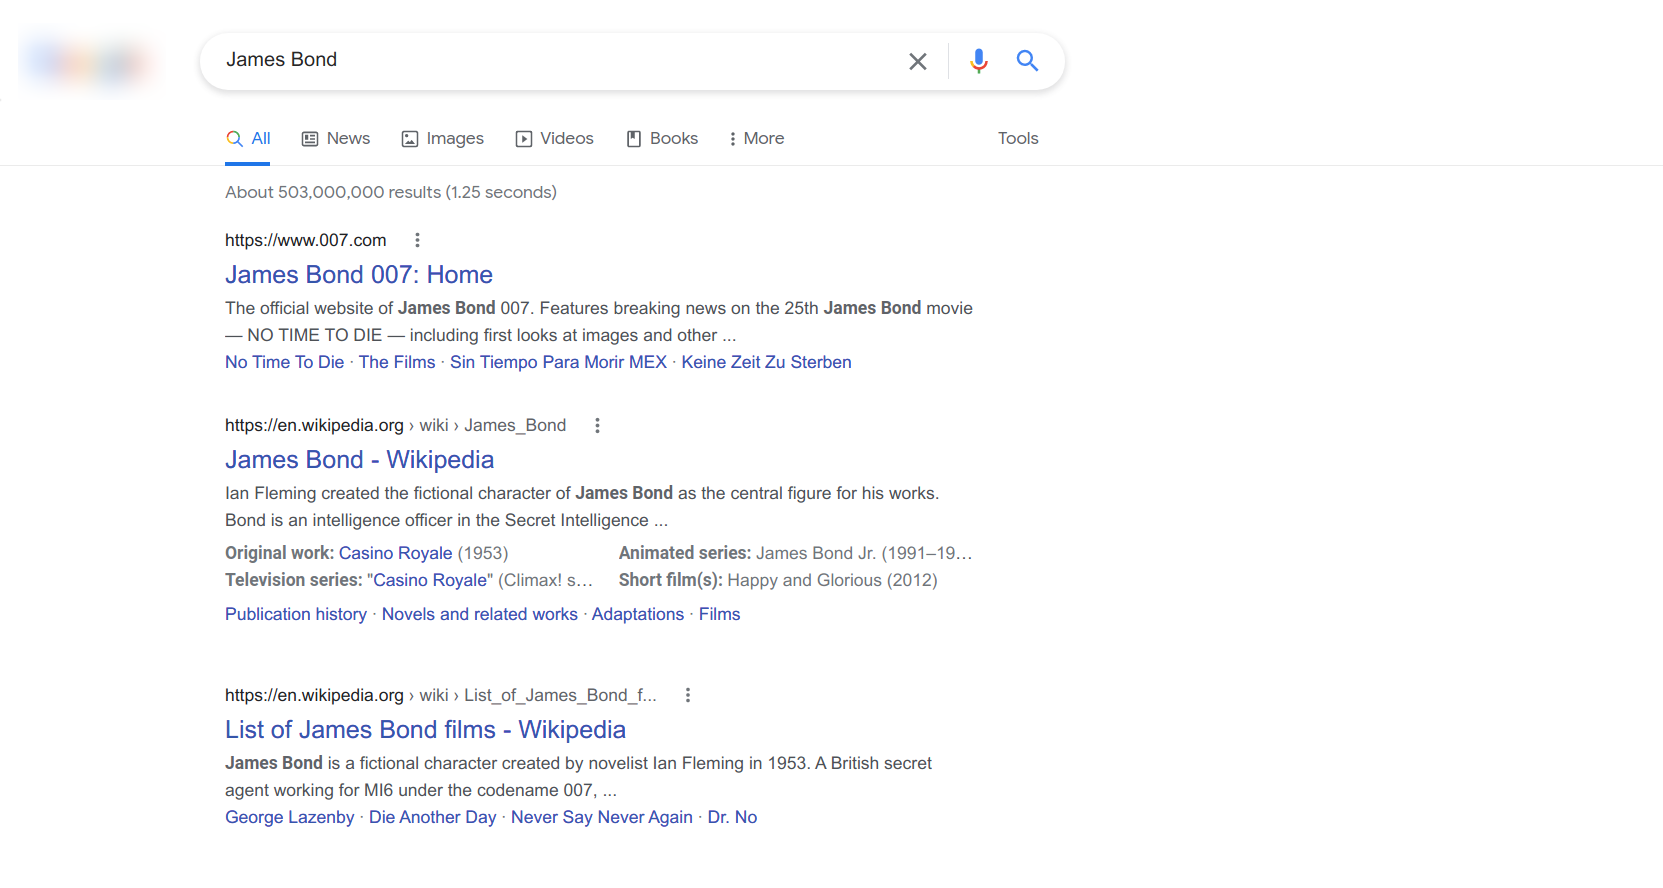 James Bond
All News Images Videos Books More Tools
About 503,000,000 results (1.25 seconds)
https://www.007.com
James Bond 007: Home
The official website of James Bond 007. Features breaking news on the 25th James Bond movie
— NO TIME TO DIE — including first looks at images and other ...
No Time To Die · The Films · Sin Tiempo Para Morir MEX · Keine Zeit Zu Sterben
https://en.wikipedia.org › wiki › James_Bond
James Bond - Wikipedia
Ian Fleming created the fictional character of James Bond as the central figure for his works.
Bond is an intelligence officer in the Secret Intelligence ...
Original work: Casino Royale (1953) Animated series: James Bond Jr. (1991–19…
Television series: "Casino Royale" (Climax! s… Short film(s): Happy and Glorious (2012)
Publication history · Novels and related works · Adaptations · Films
https://en.wikipedia.org › wiki › List_of_James_Bond_f...
List of James Bond films - Wikipedia
James Bond is a fictional character created by novelist Ian Fleming in 1953. A British secret
agent working for MI6 under the codename 007, ...
George Lazenby · Die Another Day · Never Say Never Again · Dr. No